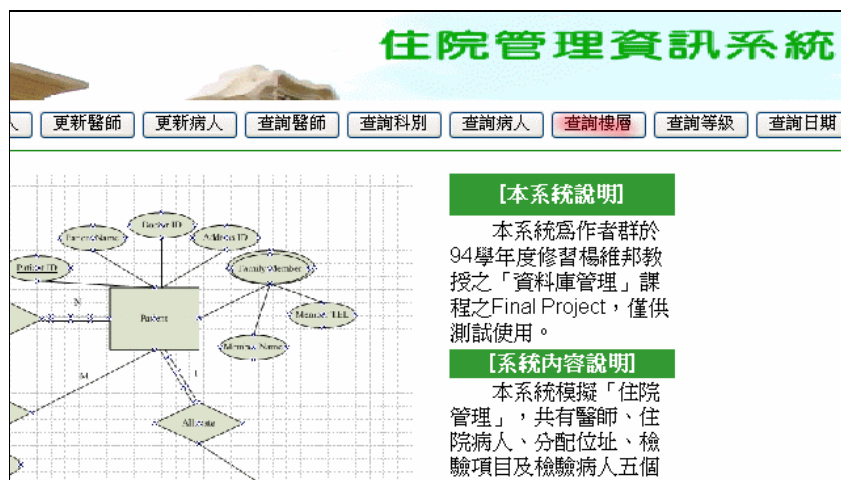 住院管理資訊系統
更新醫師 更新病人 查詢醫師 查詢科別 查詢病人 查詢樓層 查詢等級 查詢日期
[本系統說明]
本系統為作者群於
94學年度修習楊維邦教
授之「資料庫管理」課
程之Final Project，僅供
測試使用。
[系統內容說明]
本系統模擬「住院
管理」，共有醫師、住
院病人、分配位址、檢
驗項目及檢驗病人五個
Doctor ID
Patient Name
Address ID
Patient ID
Family Member
N
Patient
Member TEL
Member Name
M
1
Allocate